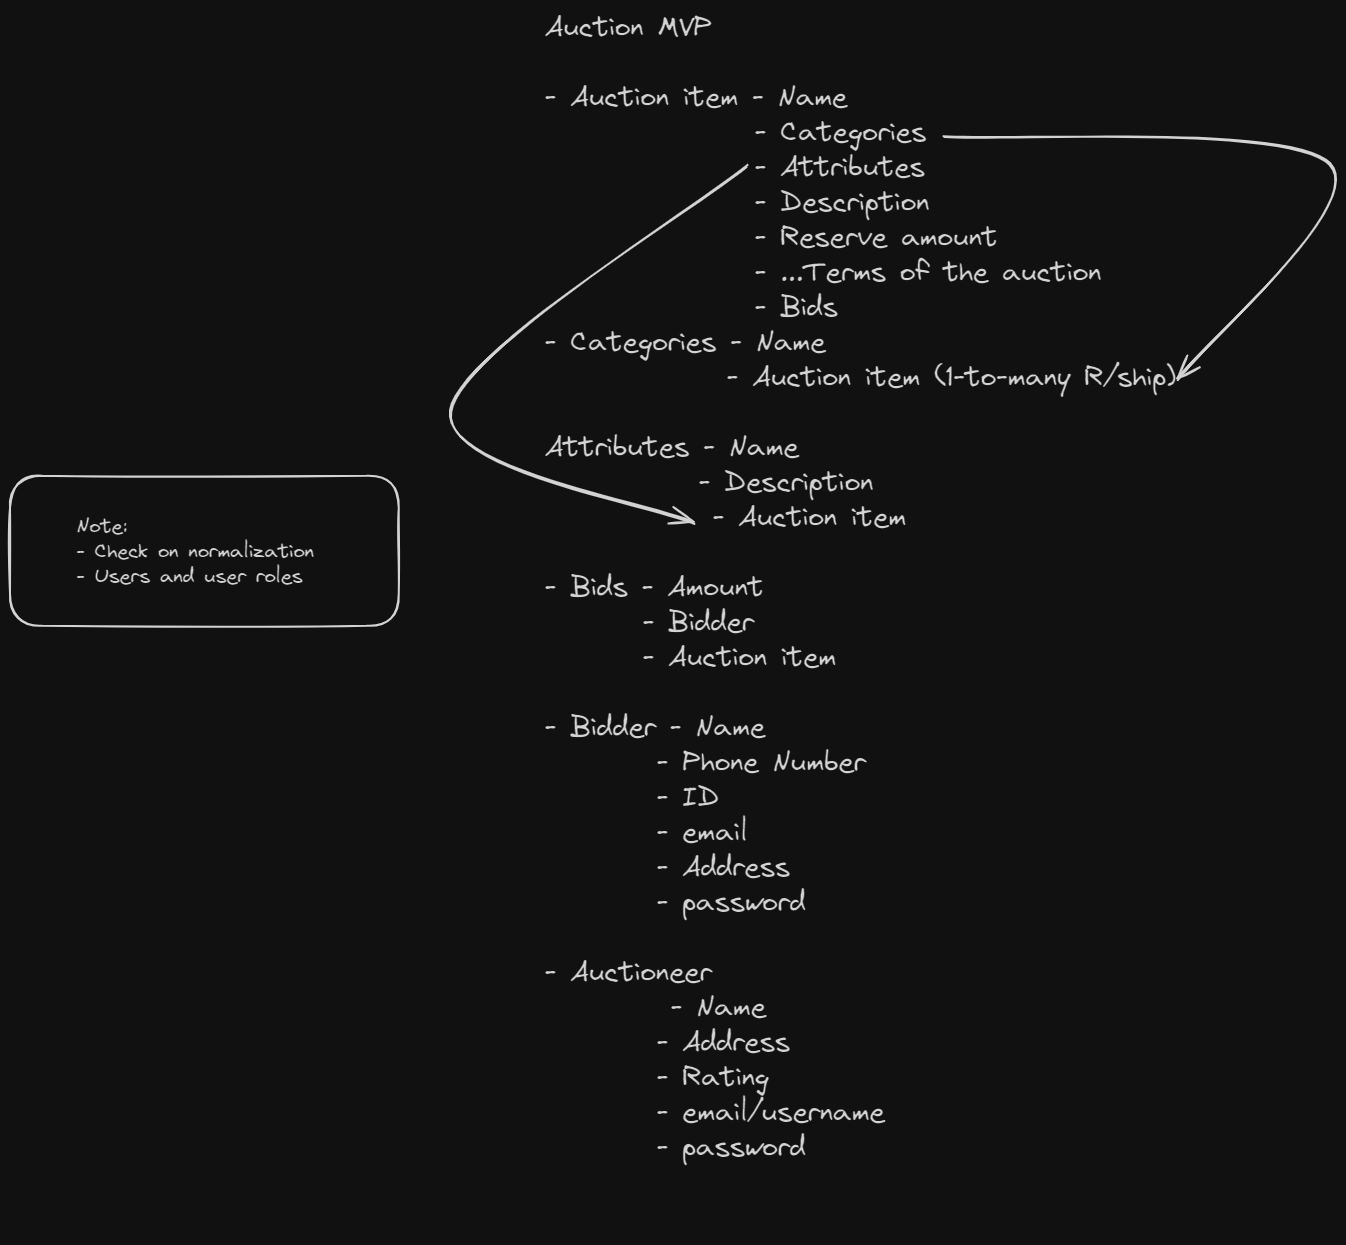 Auction MVP
- Auction item - Name
- Categories
- Attributes
- Description
- Reserve amount
- ...Terms of the auction
- Bids
- Categories - Name
- Auction item (1-to-many R/ship)
Attributes - Name
- Description
- Auction item
Note:
- Check on normalization
- Users and user roles
- Bids - Amount
- Bidder
- Auction item
- Bidder - Name
- Phone Number
- ID
- email
- Address
- password
- Auctioneer
- Name
- Address
- Rating
- email/username
- password